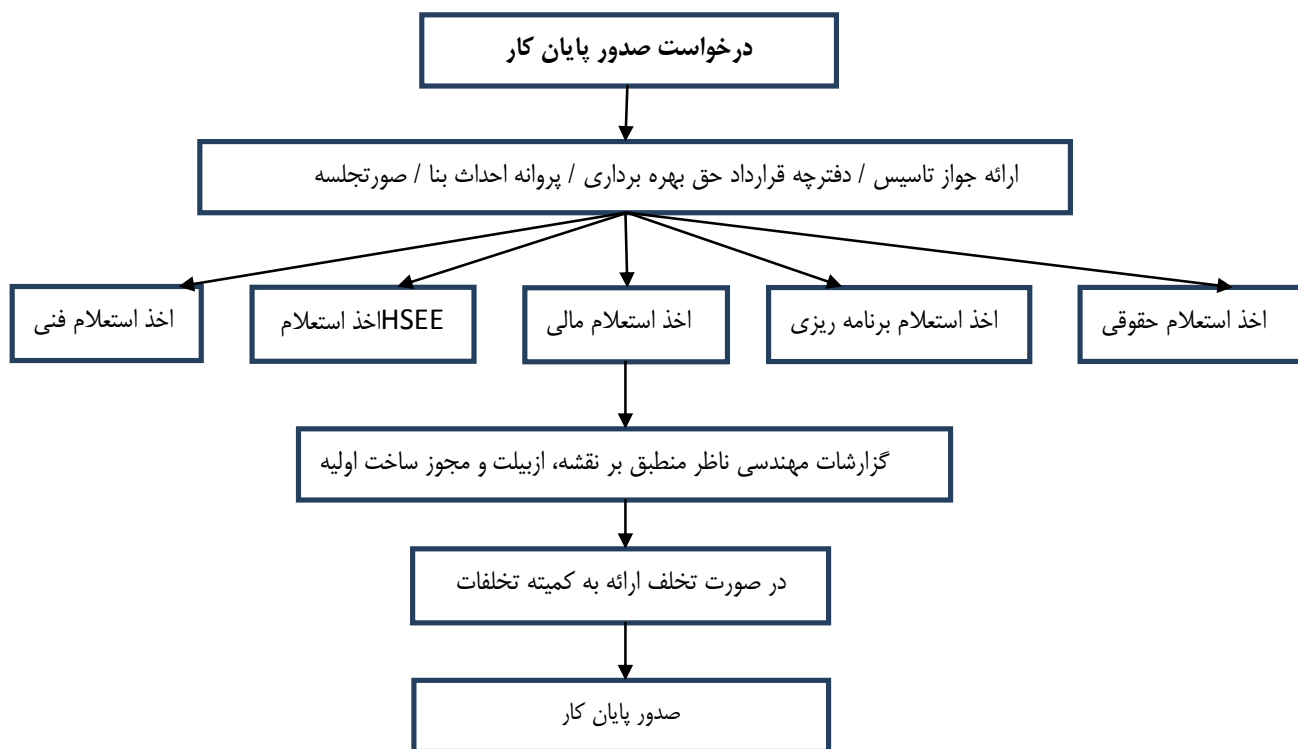 درخواست صدور پایان کار
ارائه جواز تاسیس / دفترچه قرارداد حق بهره برداری / پروانه احداث بنا / صورتجلسه
اخذ استعلام حقوقی
اخذ استعلام برنامه ریزی
اخذ استعلام مالی
اخذ استعلام HSEE
اخذ استعلام فنی
گزارشات مهندسی ناظر منطبق بر نقشه، ازبیلت و مجوز ساخت اولیه
در صورت تخلف ارائه به کمیته تخلفات
صدور پایان کار